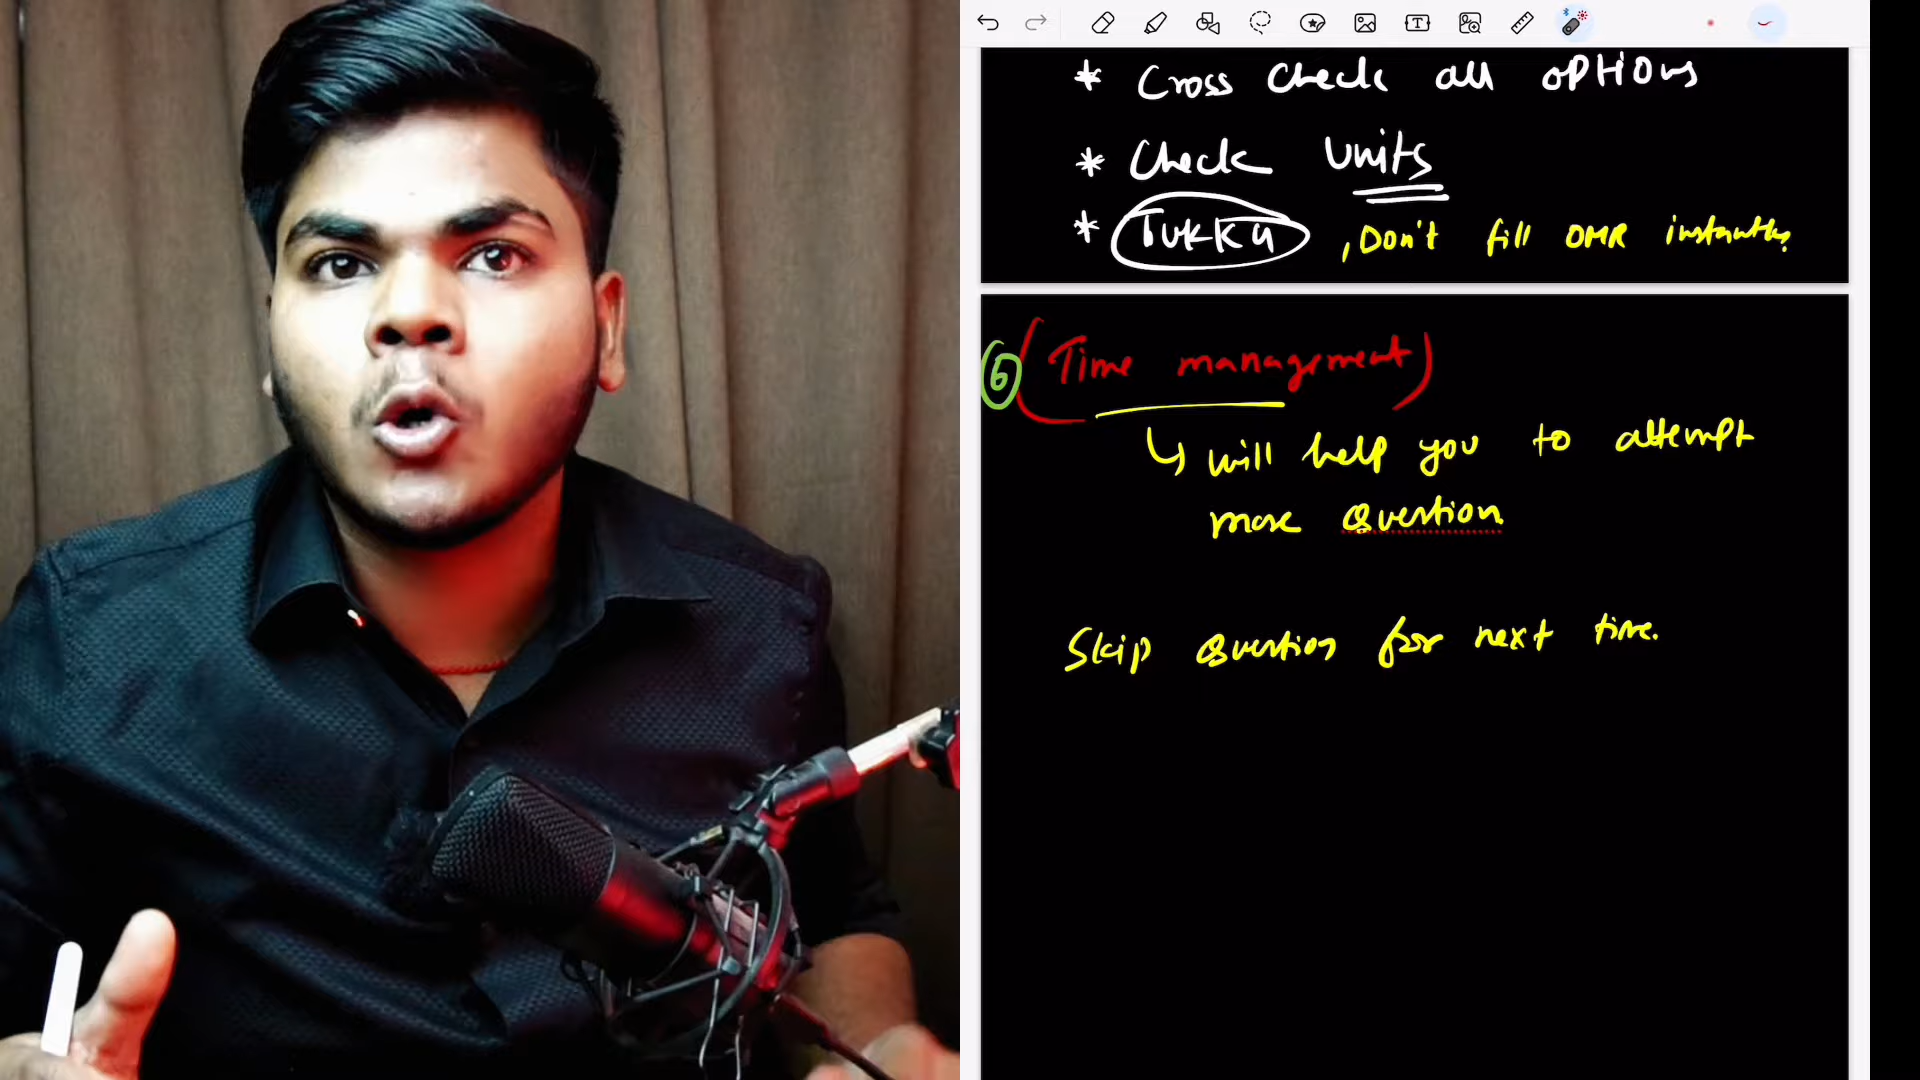 * Cross check all options
* Check Units
* Tukka , Don't fill OMR instantly
6 (Time management)
↳ will help you to attempt
more Question
Skip Question for next time.